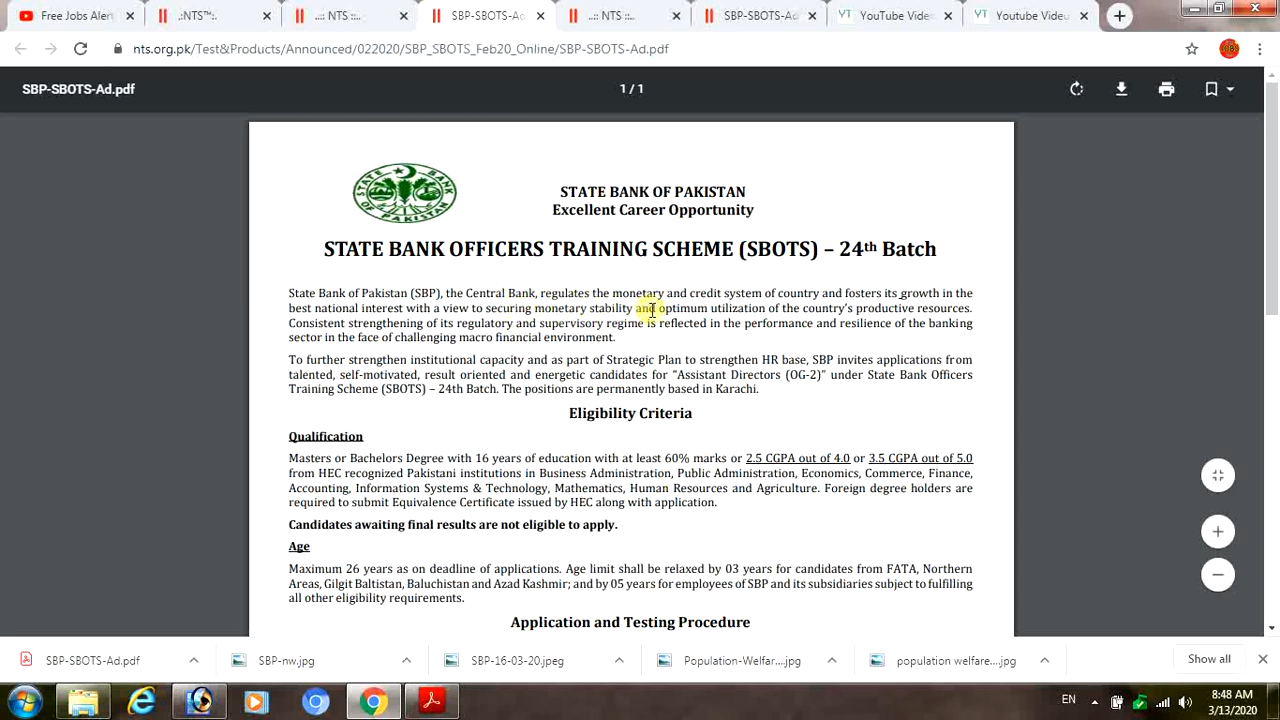 Free Jobs Alert
.:NTS™:.
..:: NTS ::..
SBP-SBOTS-Ad
..:: NTS ::..
SBP-SBOTS-Ad
YT YouTube Video
YT Youtube Video
nts.org.pk/Test&Products/Announced/022020/SBP_SBOTS_Feb20_Online/SBP-SBOTS-Ad.pdf
SBP-SBOTS-Ad.pdf
1 / 1
STATE BANK OF PAKISTAN
STATE BANK OF PAKISTAN
Excellent Career Opportunity
STATE BANK OFFICERS TRAINING SCHEME (SBOTS) – 24th Batch
State Bank of Pakistan (SBP), the Central Bank, regulates the monetary and credit system of country and fosters its growth in the
best national interest with a view to securing monetary stability and optimum utilization of the country's productive resources.
Consistent strengthening of its regulatory and supervisory regime is reflected in the performance and resilience of the banking
sector in the face of challenging macro financial environment.
To further strengthen institutional capacity and as part of Strategic Plan to strengthen HR base, SBP invites applications from
talented, self-motivated, result oriented and energetic candidates for "Assistant Directors (OG-2)" under State Bank Officers
Training Scheme (SBOTS) – 24th Batch. The positions are permanently based in Karachi.
Eligibility Criteria
Qualification
Masters or Bachelors Degree with 16 years of education with at least 60% marks or 2.5 CGPA out of 4.0 or 3.5 CGPA out of 5.0
from HEC recognized Pakistani institutions in Business Administration, Public Administration, Economics, Commerce, Finance,
Accounting, Information Systems & Technology, Mathematics, Human Resources and Agriculture. Foreign degree holders are
required to submit Equivalence Certificate issued by HEC along with application.
Candidates awaiting final results are not eligible to apply.
Age
Maximum 26 years as on deadline of applications. Age limit shall be relaxed by 03 years for candidates from FATA, Northern
Areas, Gilgit Baltistan, Baluchistan and Azad Kashmir; and by 05 years for employees of SBP and its subsidiaries subject to fulfilling
all other eligibility requirements.
Application and Testing Procedure
SBP-SBOTS-Ad.pdf
SBP-nw.jpg
SBP-16-03-20.jpeg
Population-Welfar....jpg
population welfare....jpg
Show all
EN
8:48 AM
3/13/2020